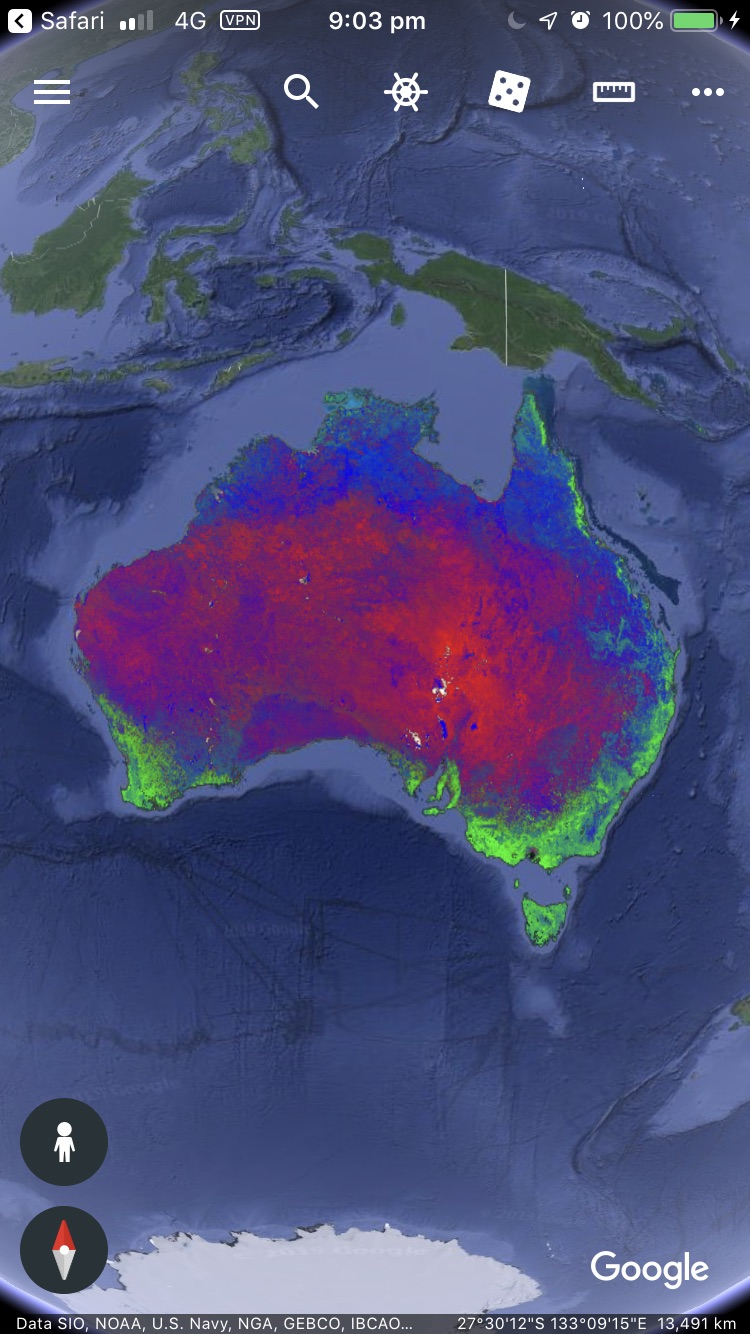 Safari 4G VPN 9:03 pm 100%
Google
Data SIO, NOAA, U.S. Navy, NGA, GEBCO, IBCAO... 27°30'12"S 133°09'15"E 13,491 km